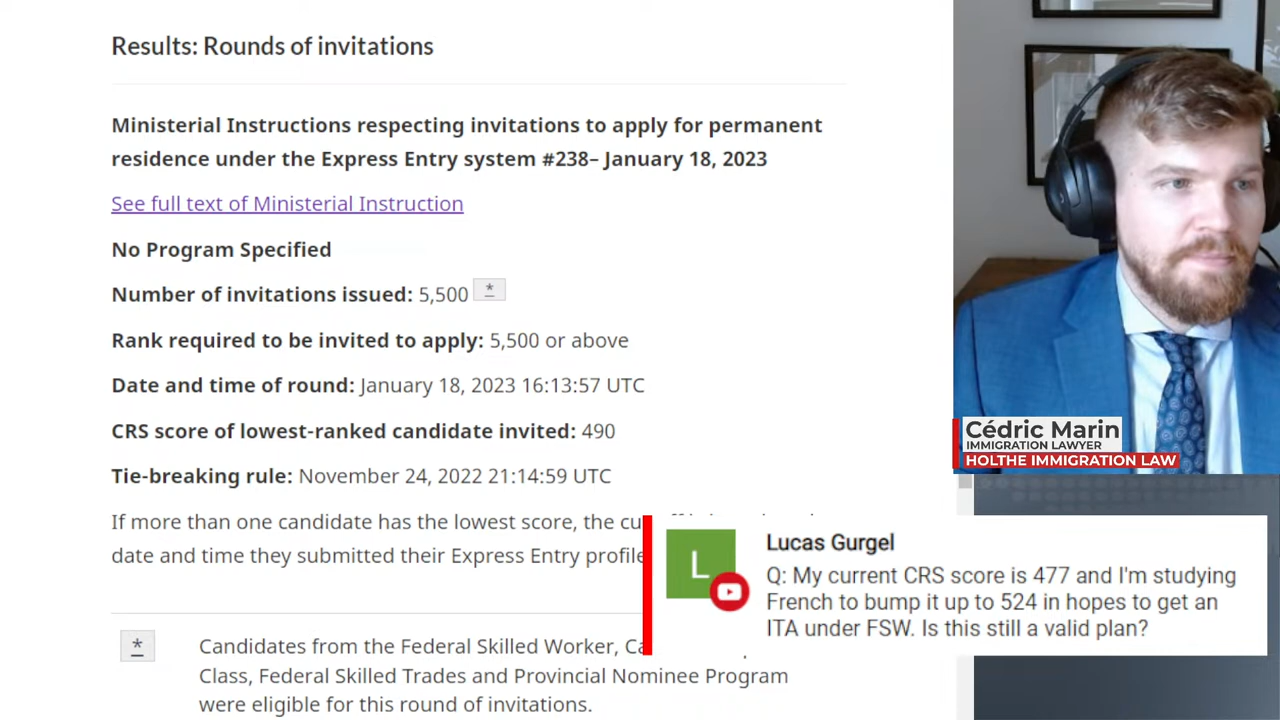 Results: Rounds of invitations
Ministerial Instructions respecting invitations to apply for permanent
residence under the Express Entry system #238– January 18, 2023
See full text of Ministerial Instruction
No Program Specified
Number of invitations issued: 5,500 *
Rank required to be invited to apply: 5,500 or above
Date and time of round: January 18, 2023 16:13:57 UTC
CRS score of lowest-ranked candidate invited: 490
Tie-breaking rule: November 24, 2022 21:14:59 UTC
If more than one candidate has the lowest score, the
date and time they submitted their Express Entry profile
* Candidates from the Federal Skilled Worker,
Class, Federal Skilled Trades and Provincial Nominee Program
were eligible for this round of invitations.
Cédric Marin
IMMIGRATION LAWYER
HOLTHE IMMIGRATION LAW
L
Lucas Gurgel
Q: My current CRS score is 477 and I'm studying
French to bump it up to 524 in hopes to get an
ITA under FSW. Is this still a valid plan?